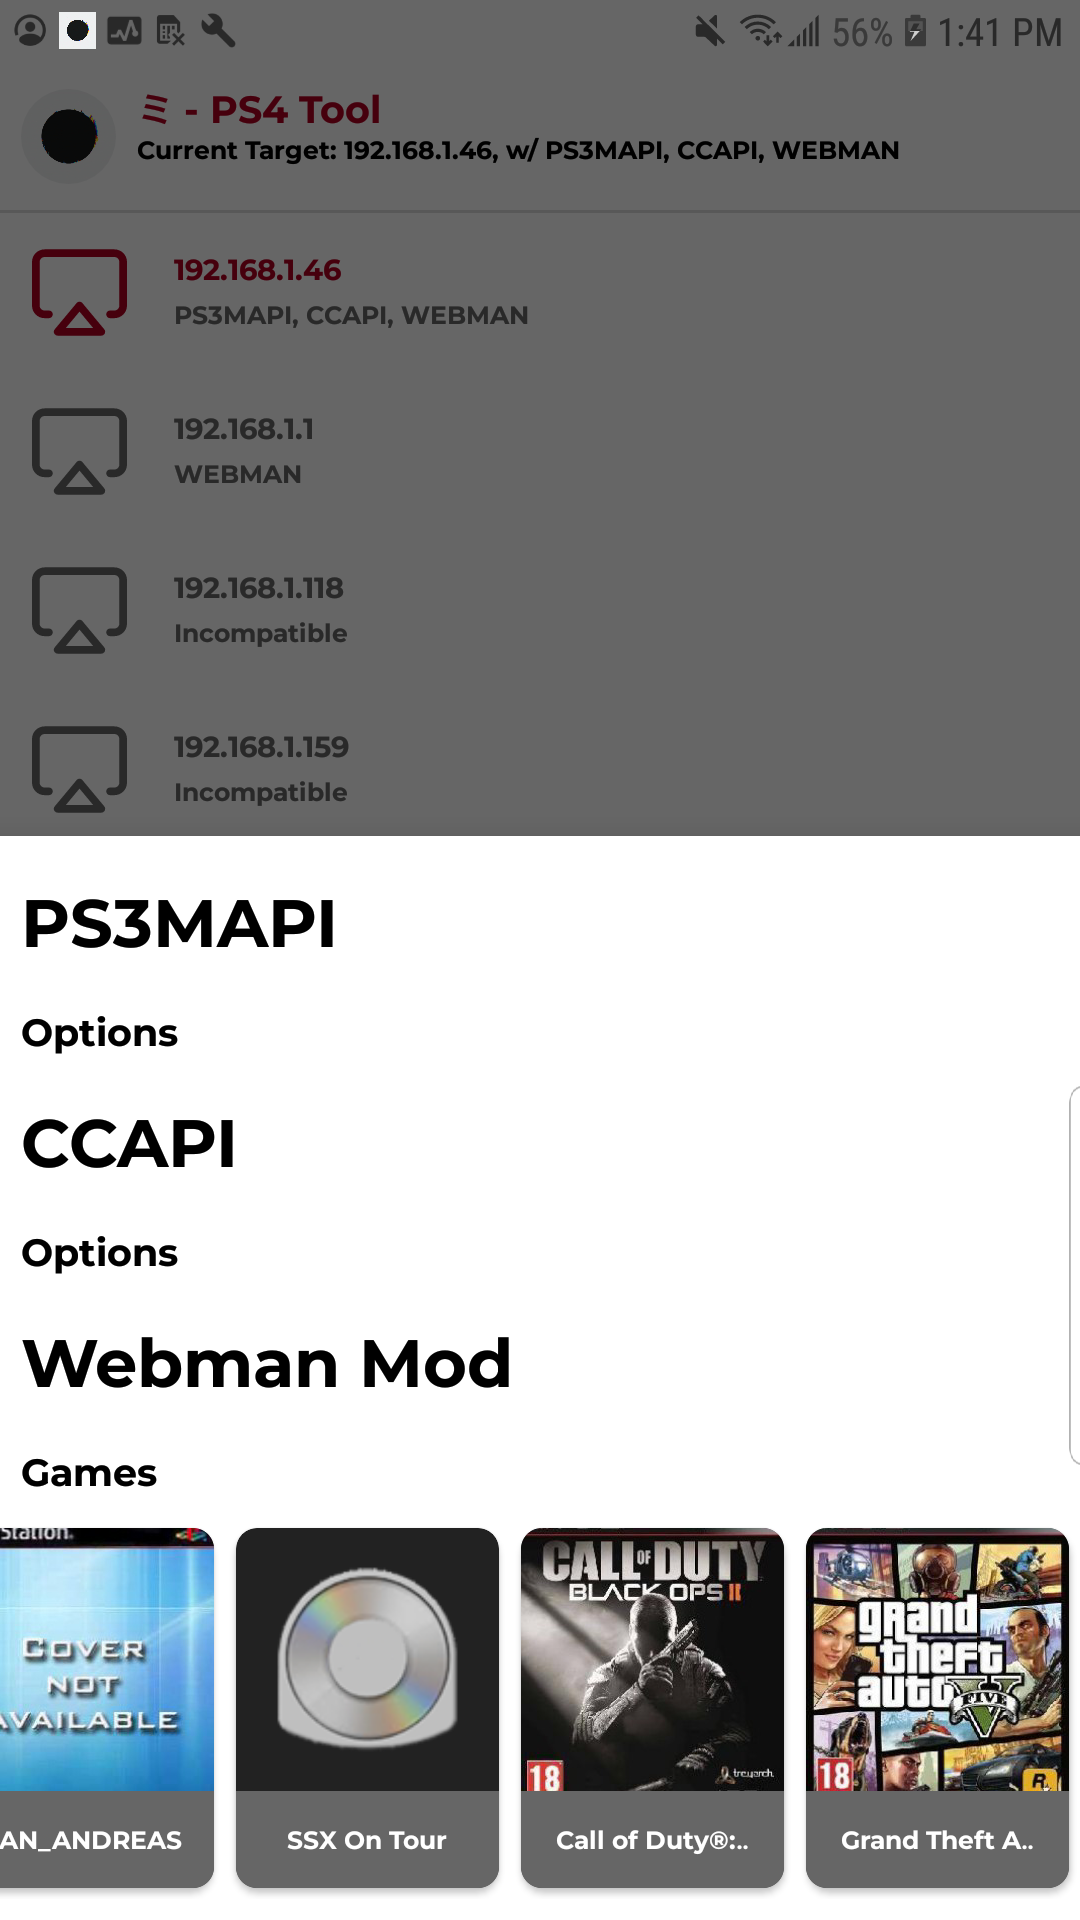 56% 1:41 PM
ミ - PS4 Tool
Current Target: 192.168.1.46, w/ PS3MAPI, CCAPI, WEBMAN
192.168.1.46
PS3MAPI, CCAPI, WEBMAN
192.168.1.1
WEBMAN
192.168.1.118
Incompatible
192.168.1.159
Incompatible
PS3MAPI
Options
CCAPI
Options
Webman Mod
Games
Station.
COVER
NOT
AVAILABLE
AN_ANDREAS
SSX On Tour
CALL OF DUTY
BLACK OPS II
18
treyarch
Call of Duty®:..
grand
theft
auto
FIVE
V
18
R
Grand Theft A..